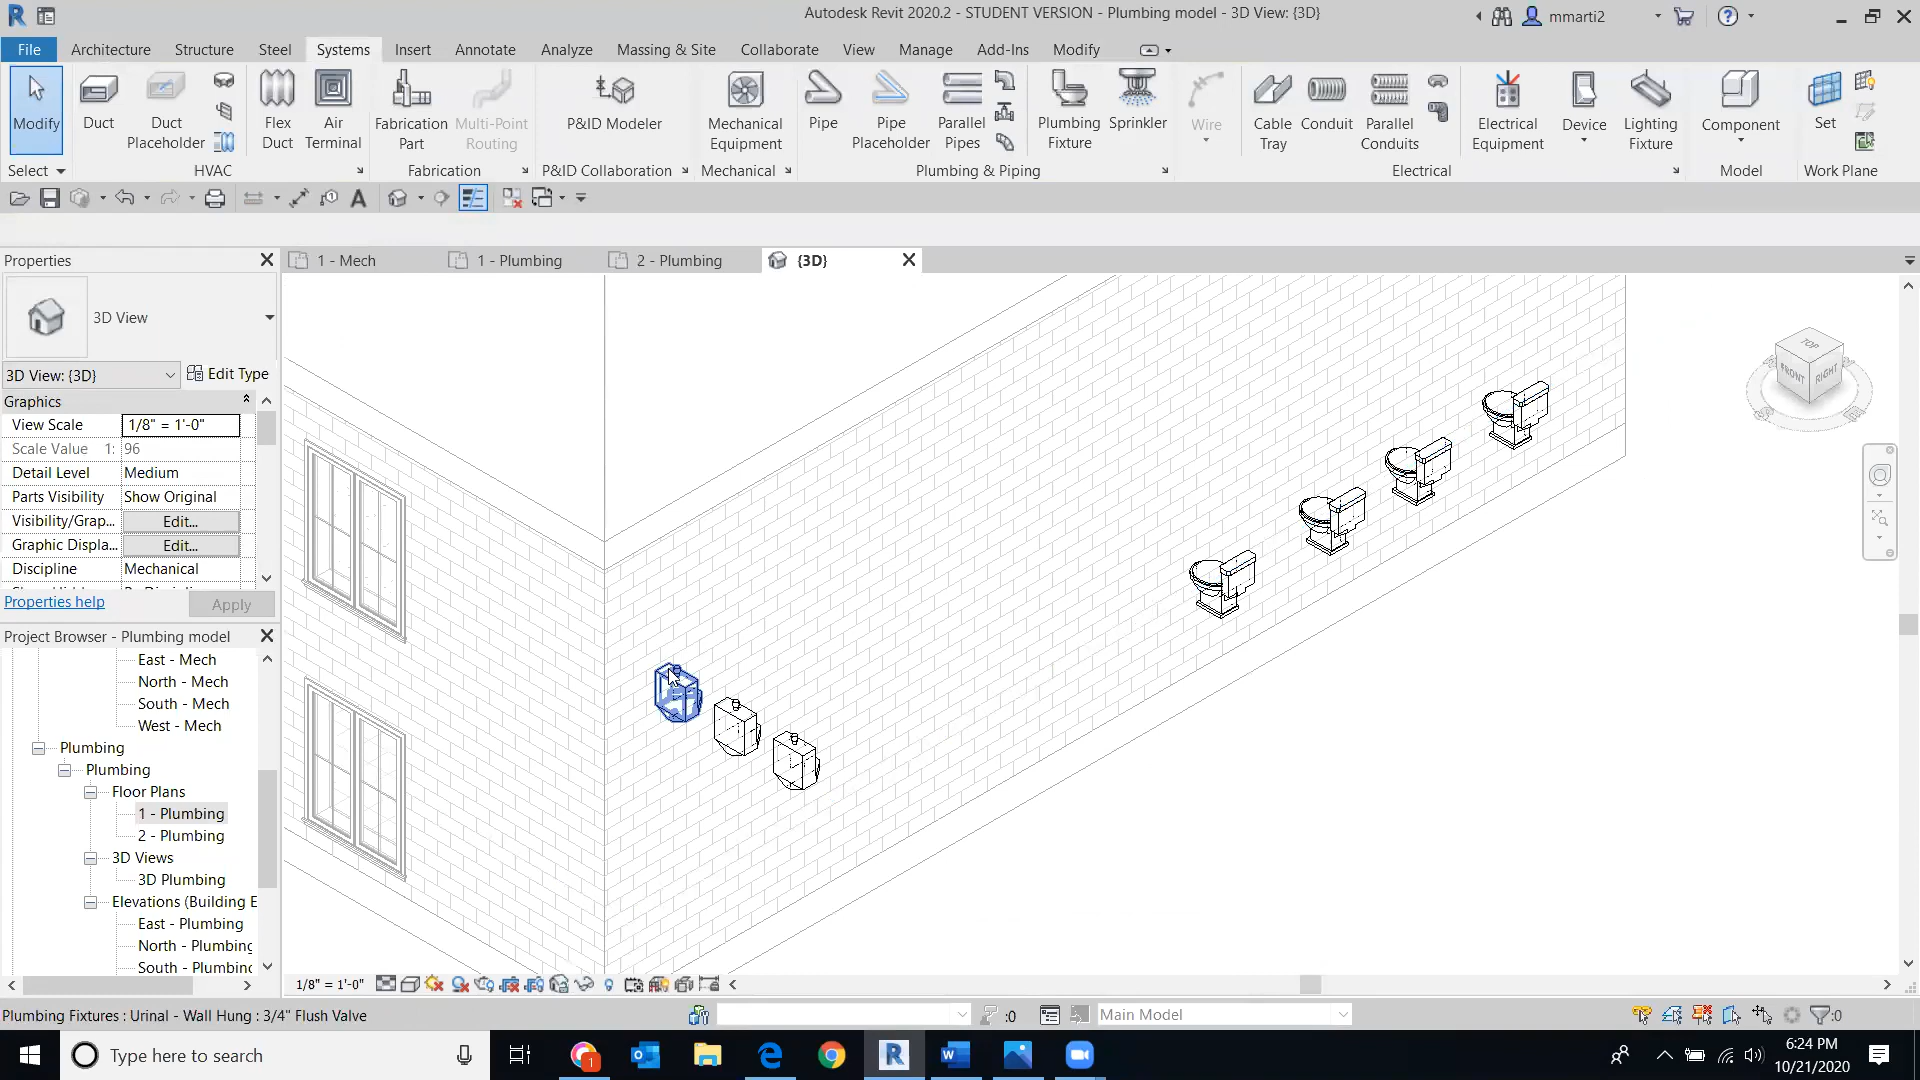 Autodesk Revit 2020.2 - STUDENT VERSION - Plumbing model - 3D View: {3D}
mmarti2
File Architecture Structure Steel Systems Insert Annotate Analyze Massing & Site Collaborate View Manage Add-Ins Modify
Modify
Duct
Duct Placeholder
Flex Duct
Air Terminal
Fabrication Part
Multi-Point Routing
P&ID Modeler
Mechanical Equipment
Pipe
Pipe Placeholder
Parallel Pipes
Plumbing Fixture
Sprinkler
Wire
Cable Tray
Conduit
Parallel Conduits
Electrical Equipment
Device
Lighting Fixture
Component
Set
Select HVAC Fabrication P&ID Collaboration Mechanical Plumbing & Piping Electrical Model Work Plane
Properties
1 - Mech 1 - Plumbing 2 - Plumbing {3D}
3D View
3D View: {3D} Edit Type
Graphics
View Scale 1/8" = 1'-0"
Scale Value 1: 96
Detail Level Medium
Parts Visibility Show Original
Visibility/Grap... Edit...
Graphic Displa... Edit...
Discipline Mechanical
Properties help Apply
Project Browser - Plumbing model
East - Mech
North - Mech
South - Mech
West - Mech
Plumbing
Plumbing
Floor Plans
1 - Plumbing
2 - Plumbing
3D Views
3D Plumbing
Elevations (Building E
East - Plumbing
North - Plumbing
South - Plumbing
TOP
FRONT
RIGHT
1/8" = 1'-0"
Plumbing Fixtures : Urinal - Wall Hung : 3/4" Flush Valve
:0
Main Model
:0
Type here to search
1
6:24 PM
10/21/2020